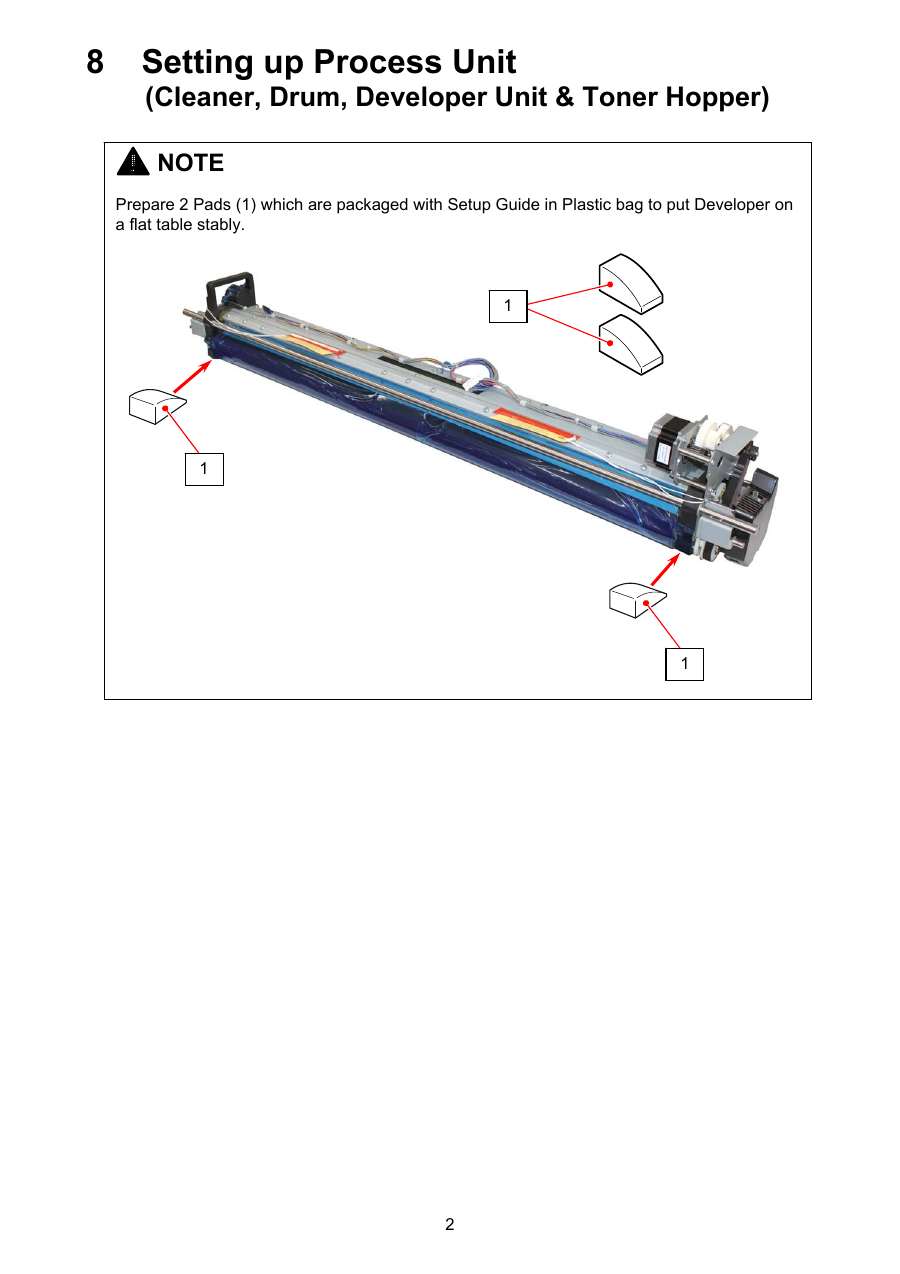 8 Setting up Process Unit
(Cleaner, Drum, Developer Unit & Toner Hopper)
NOTE
Prepare 2 Pads (1) which are packaged with Setup Guide in Plastic bag to put Developer on
a flat table stably.
1
1
1
2